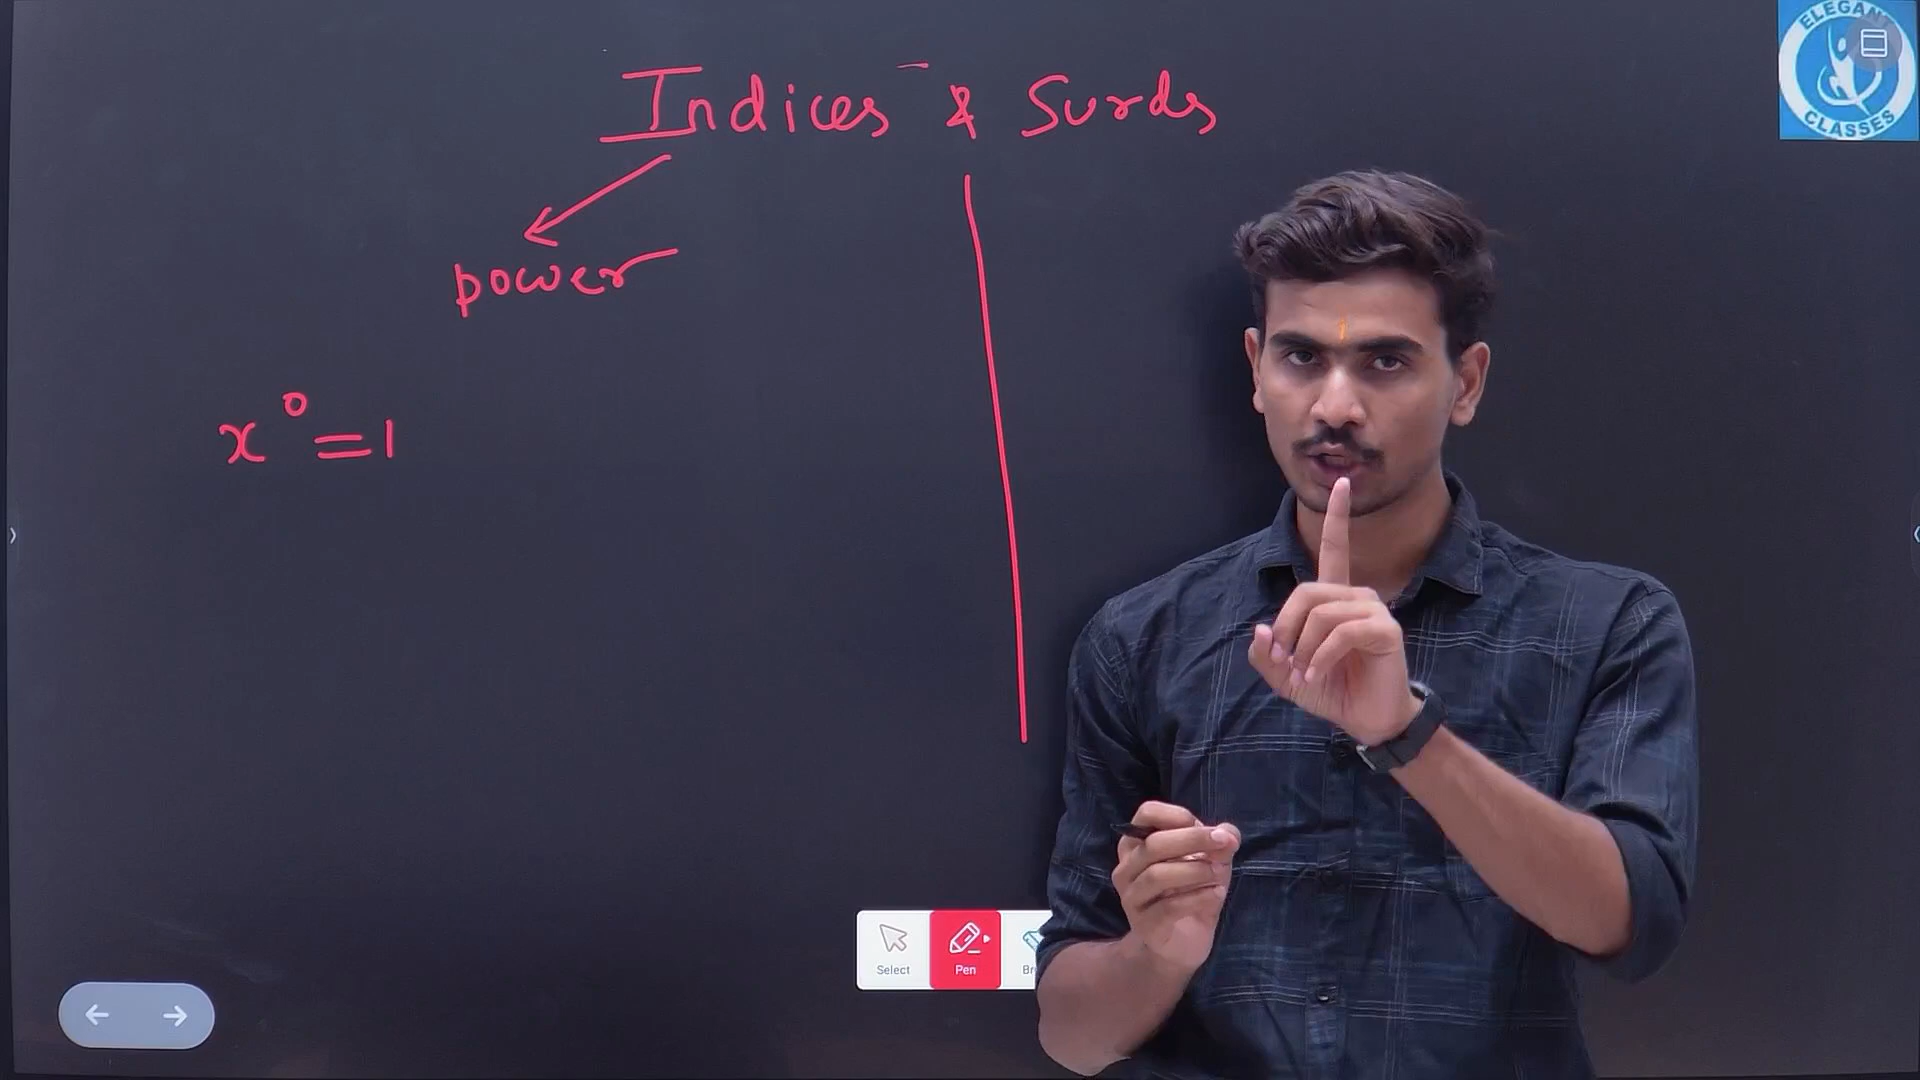 Indices & Surds
power
x⁰ = 1
ELEGANT
CLASSES
Select
Pen